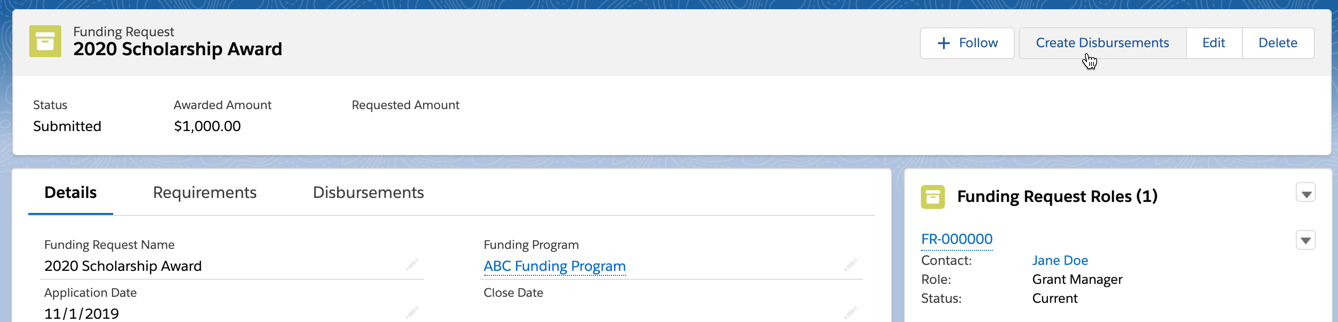 Funding Request
2020 Scholarship Award
+ Follow
Create Disbursements
Edit
Delete
Status
Awarded Amount
Requested Amount
Submitted
$1,000.00
Details
Requirements
Disbursements
Funding Request Name
Funding Program
2020 Scholarship Award
ABC Funding Program
Application Date
Close Date
11/1/2019
Funding Request Roles (1)
FR-000000
Contact: Jane Doe
Role: Grant Manager
Status: Current